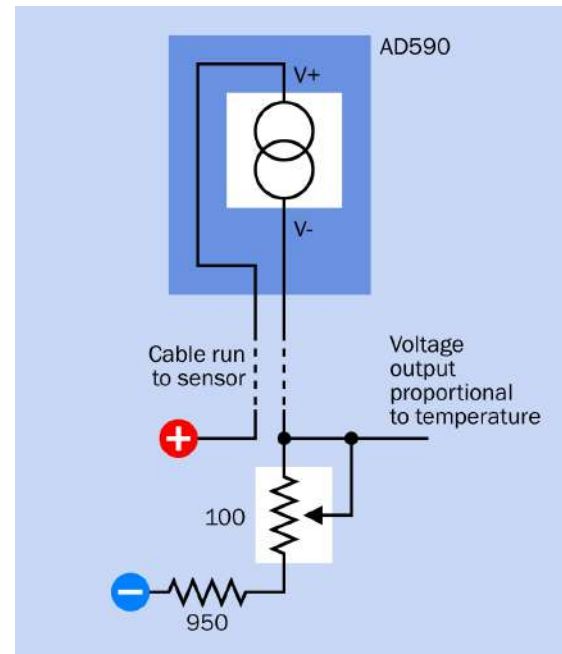 AD590
V+
V-
Cable run
to sensor
Voltage
output
proportional
to temperature
+
100
−
950